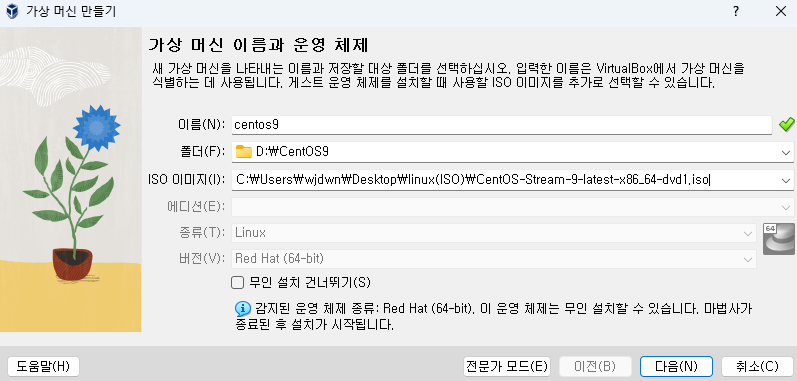 가상 머신 만들기
가상 머신 이름과 운영 체제
새 가상 머신을 나타내는 이름과 저장할 대상 폴더를 선택하십시오. 입력한 이름은 VirtualBox에서 가상 머신을
식별하는 데 사용됩니다. 게스트 운영 체제를 설치할 때 사용할 ISO 이미지를 추가로 선택할 수 있습니다.
이름(N): centos9
폴더(F): D:\CentOS9
ISO 이미지(I): C:\Users\wjdwn\Desktop\linux(ISO)\CentOS-Stream-9-latest-x86_64-dvd1.iso
에디션(E):
종류(T): Linux
64
버전(V): Red Hat (64-bit)
무인 설치 건너뛰기(S)
감지된 운영 체제 종류: Red Hat (64-bit). 이 운영 체제는 무인 설치할 수 있습니다. 마법사가
종료된 후 설치가 시작됩니다.
도움말(H) 전문가 모드(E) 이전(B) 다음(N) 취소(C)